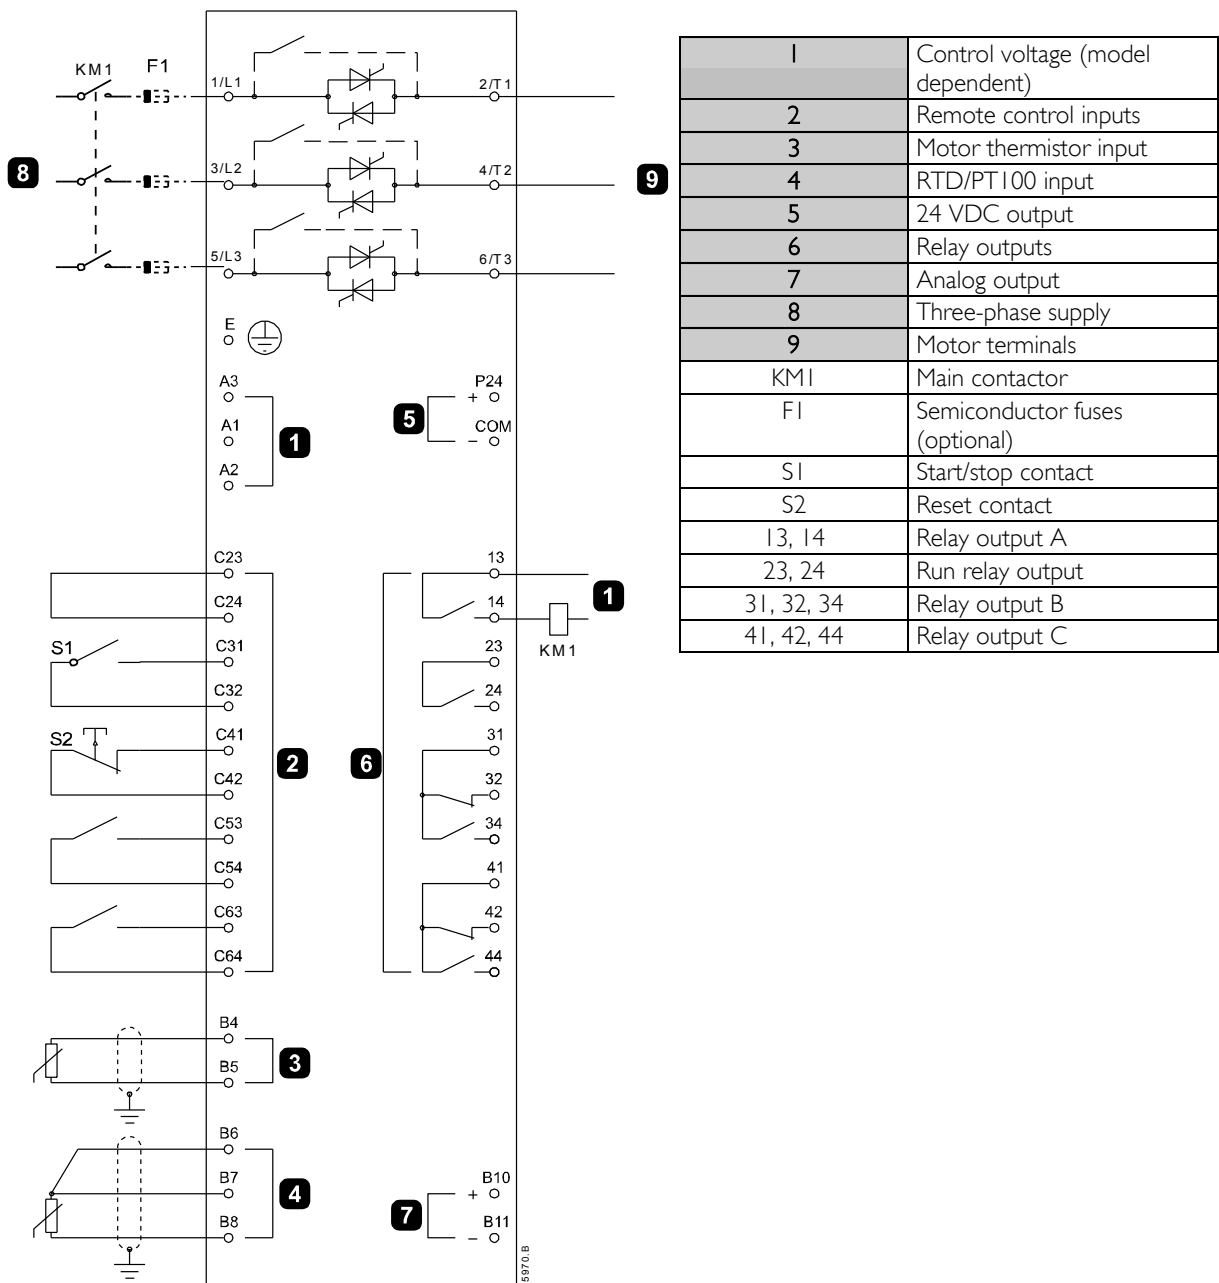 KM1 F1
1/L1 2/T1
3/L2 4/T2
8 9
5/L3 6/T3
E
A3 P24
+
A1 5 COM
1 −
A2
C23 13
C24 14 1
KM1
S1 C31 23
C32 24
S2 C41 31
2 6
C42 32
C53 34
C54 41
C63 42
C64 44
B4
3
B5
B6
B7 B10
4 +
7
B8 B11
−
5970.B
1 Control voltage (model
dependent)
2 Remote control inputs
3 Motor thermistor input
4 RTD/PT100 input
5 24 VDC output
6 Relay outputs
7 Analog output
8 Three-phase supply
9 Motor terminals
KM1 Main contactor
F1 Semiconductor fuses
(optional)
S1 Start/stop contact
S2 Reset contact
13, 14 Relay output A
23, 24 Run relay output
31, 32, 34 Relay output B
41, 42, 44 Relay output C